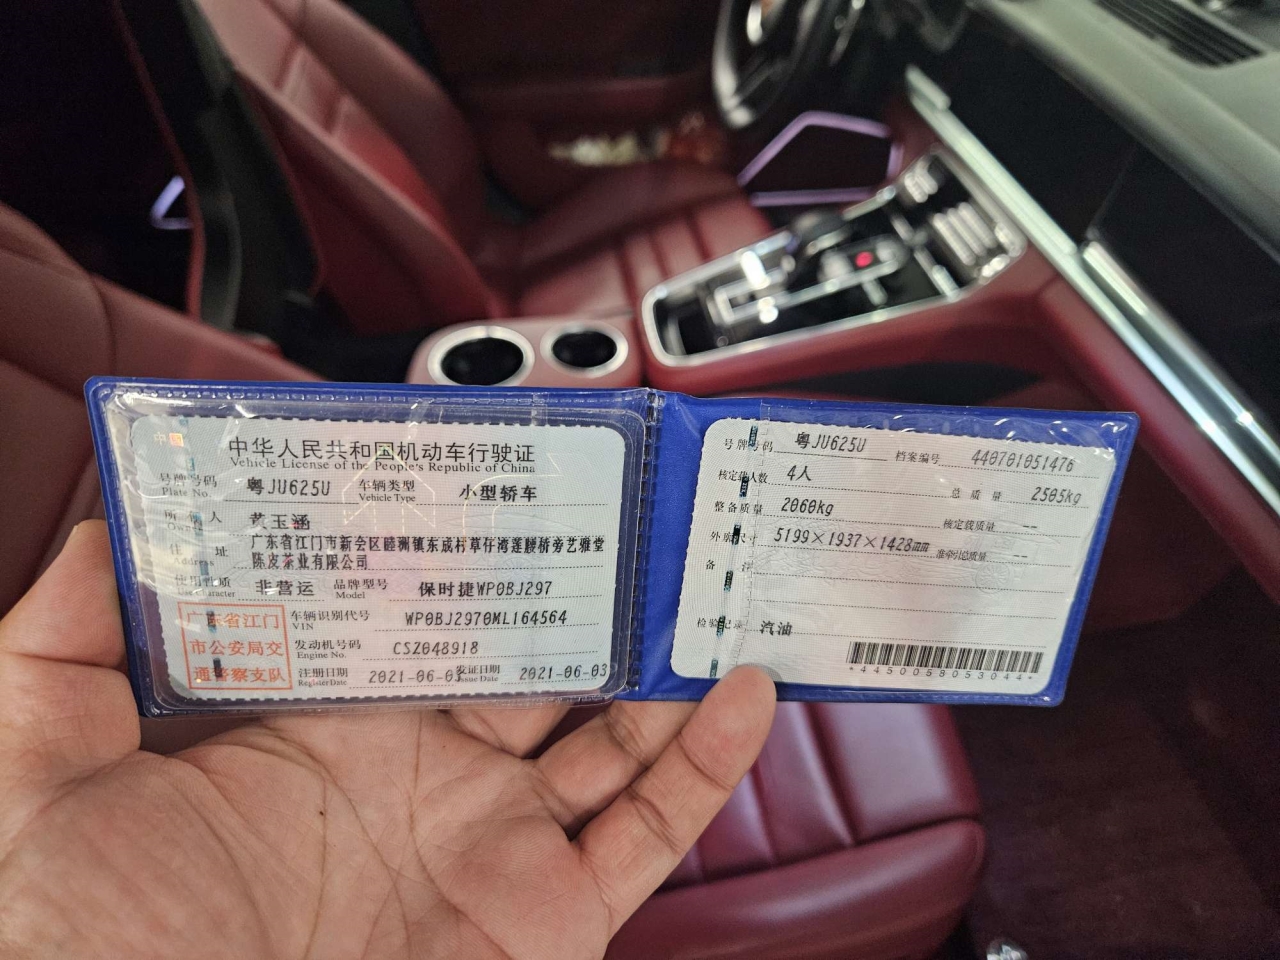 中国
中华人民共和国机动车行驶证
Vehicle License of the People's Republic of China
号牌号码 粤JU625U 车辆类型 小型轿车
Plate No. Vehicle Type
所有人 黄玉涵
Owner
住址 广东省江门市新会区睦洲镇东成村草仔湾莲腰桥旁艺雅堂
Address 陈皮茶业有限公司
使用性质 非营运 品牌型号 保时捷WP0BJ297
Use Character Model
广东省江门
市公安局交
通警察支队
车辆识别代号 WP0BJ2970ML164564
VIN
发动机号码 CSZ048918
Engine No.
注册日期 2021-06-03 发证日期 2021-06-03
Register Date Issue Date
号牌号码 粤JU625U 档案编号 440701051476
核定载人数 4人 总质量 2505kg
整备质量 2060kg 核定载质量 --
外廓尺寸 5199×1937×1428mm 准牵引总质量 --
备注
检验记录 汽油
*4450058053044*